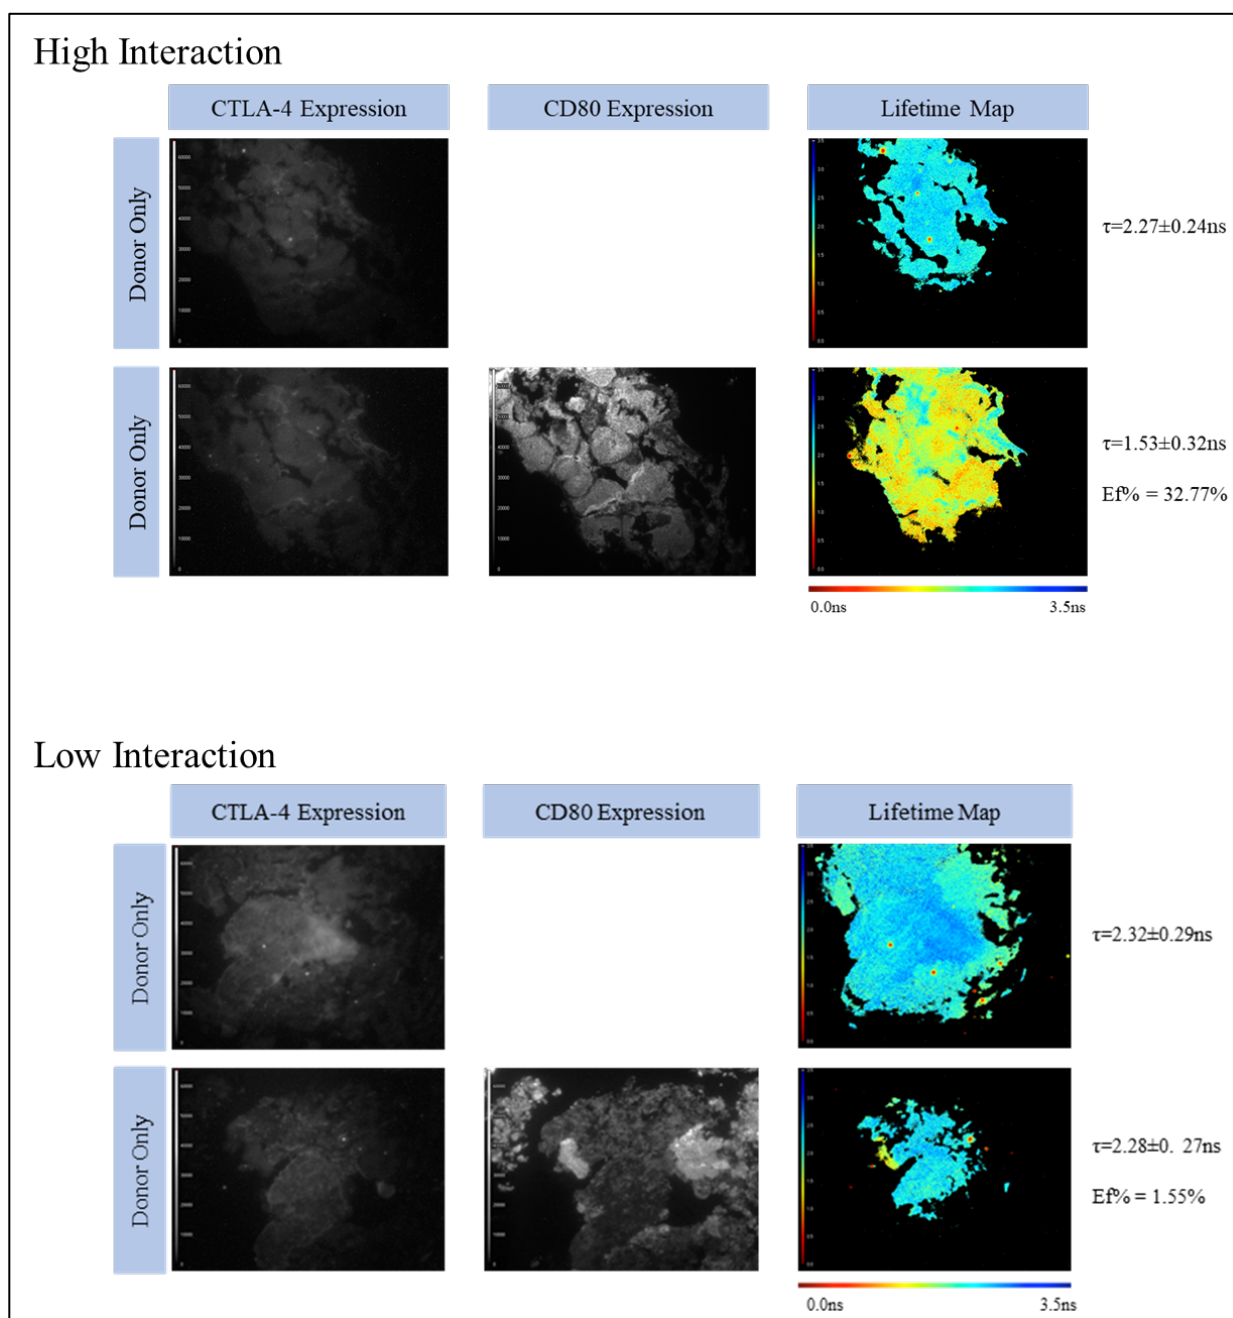 High Interaction
CTLA-4 Expression
CD80 Expression
Lifetime Map
Donor Only
τ=2.27±0.24ns
Donor Only
τ=1.53±0.32ns
Ef% = 32.77%
0.0ns 3.5ns
Low Interaction
CTLA-4 Expression
CD80 Expression
Lifetime Map
Donor Only
τ=2.32±0.29ns
Donor Only
τ=2.28±0. 27ns
Ef% = 1.55%
0.0ns 3.5ns